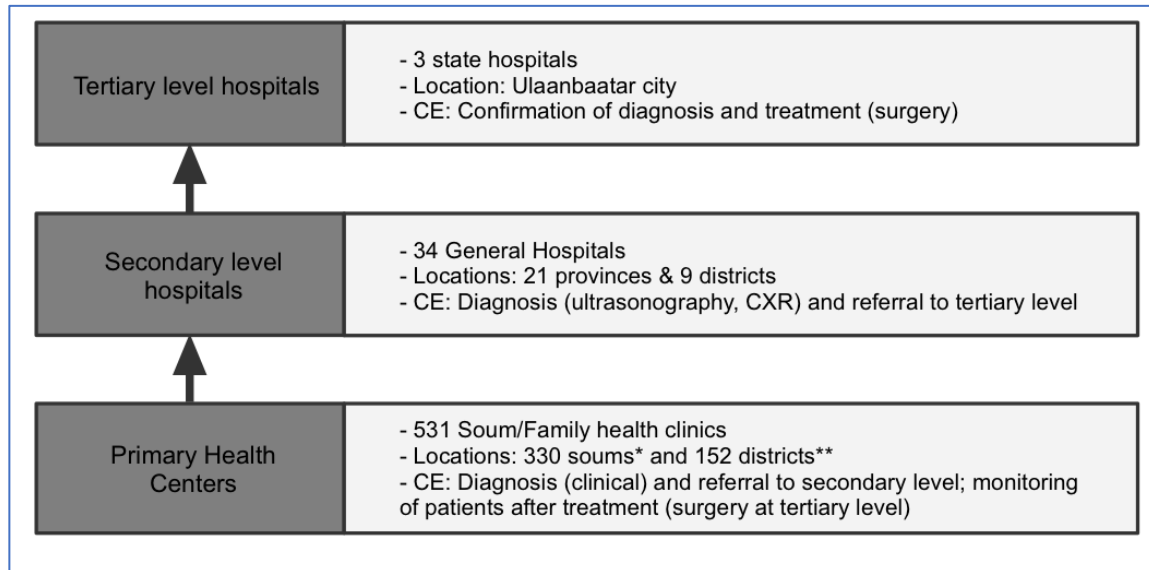 Tertiary level hospitals
- 3 state hospitals
- Location: Ulaanbaatar city
- CE: Confirmation of diagnosis and treatment (surgery)
Secondary level
hospitals
- 34 General Hospitals
- Locations: 21 provinces & 9 districts
- CE: Diagnosis (ultrasonography, CXR) and referral to tertiary level
Primary Health
Centers
- 531 Soum/Family health clinics
- Locations: 330 soums* and 152 districts**
- CE: Diagnosis (clinical) and referral to secondary level; monitoring
of patients after treatment (surgery at tertiary level)